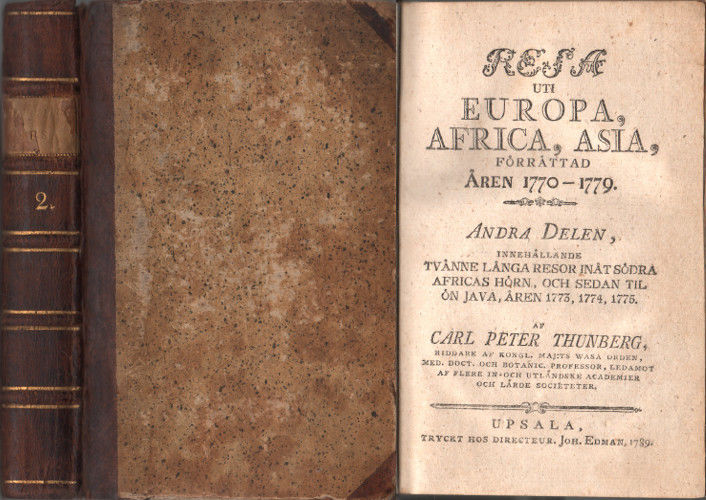 R
2.
RESA
UTI
EUROPA,
AFRICA, ASIA,
FÖRRÄTTAD
ÅREN 1770-1779.
ANDRA DELEN,
INNEHÅLLANDE
TVÄNNE LÅNGA RESOR INÅT SÖDRA
AFRICAS HÖRN, OCH SEDAN TIL
ÖN JAVA, ÅREN 1773, 1774, 1775.
AF
CARL PETER THUNBERG,
RIDDARE AF KONGL. MAJ:TS WASA ORDEN,
MED. DOCT. OCH BOTANIC. PROFESSOR, LEDAMOT
AF FLERE IN- OCH UTLÄNDSKE ACADEMIER
OCH LÄRDE SOCIETETER.
UPSALA,
TRYCKT HOS DIRECTEUR. JOH. EDMAN, 1789.